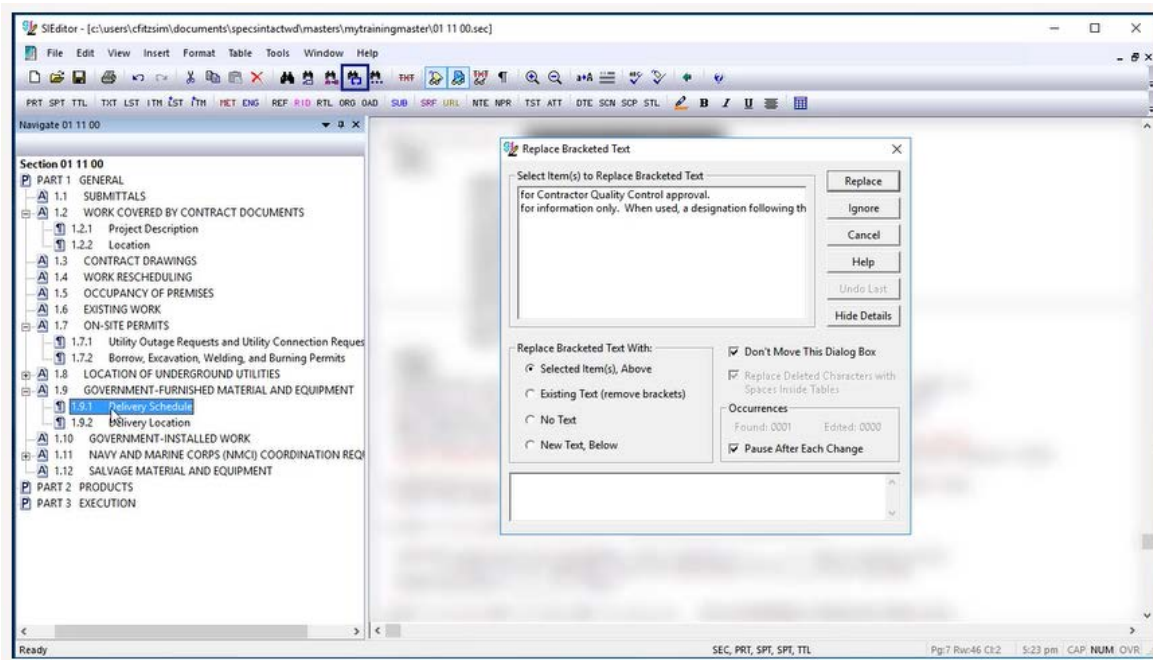 SIEditor - [c:\users\cfitzsim\documents\specsintactwd\masters\mytrainingmaster\01 11 00.sec]
File Edit View Insert Format Table Tools Window Help
THT THT a+A
PRT SPT TTL TXT LST ITM LST ITM MET ENG REF RID RTL ORG OAD SUB SRF URL NTE NPR TST ATT DTE SCN SCP STL B I U
Navigate 01 11 00
Section 01 11 00
PART 1 GENERAL
1.1 SUBMITTALS
1.2 WORK COVERED BY CONTRACT DOCUMENTS
1.2.1 Project Description
1.2.2 Location
1.3 CONTRACT DRAWINGS
1.4 WORK RESCHEDULING
1.5 OCCUPANCY OF PREMISES
1.6 EXISTING WORK
1.7 ON-SITE PERMITS
1.7.1 Utility Outage Requests and Utility Connection Reques
1.7.2 Borrow, Excavation, Welding, and Burning Permits
1.8 LOCATION OF UNDERGROUND UTILITIES
1.9 GOVERNMENT-FURNISHED MATERIAL AND EQUIPMENT
1.9.1 Delivery Schedule
1.9.2 Delivery Location
1.10 GOVERNMENT-INSTALLED WORK
1.11 NAVY AND MARINE CORPS (NMCI) COORDINATION REQ
1.12 SALVAGE MATERIAL AND EQUIPMENT
PART 2 PRODUCTS
PART 3 EXECUTION
Replace Bracketed Text
Select Item(s) to Replace Bracketed Text
for Contractor Quality Control approval.
for information only. When used, a designation following th
Replace
Ignore
Cancel
Help
Undo Last
Hide Details
Replace Bracketed Text With:
Selected Item(s), Above
Existing Text (remove brackets)
No Text
New Text, Below
Don't Move This Dialog Box
Replace Deleted Characters with
Spaces Inside Tables
Occurrences
Found: 0001 Edited: 0000
Pause After Each Change
Ready
SEC, PRT, SPT, SPT, TTL
5:23 pm CAP NUM OVR